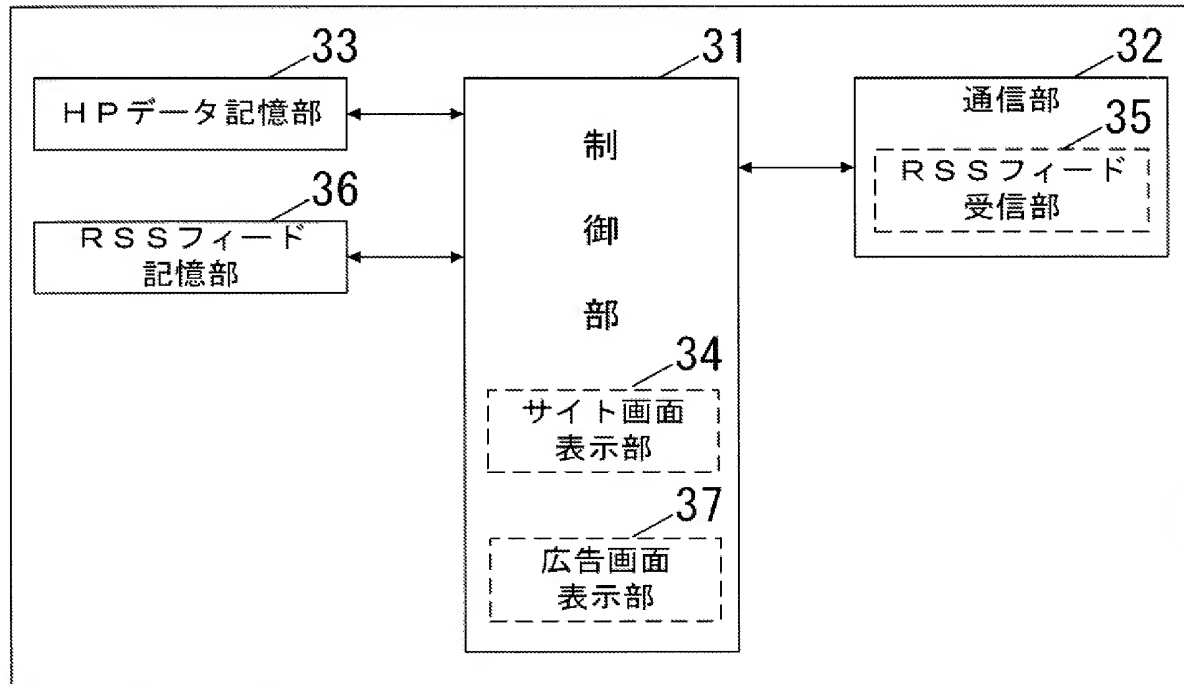 33
HPデータ記憶部
36
RSSフィード
記憶部
31
制
御
部
34
サイト画面
表示部
37
広告画面
表示部
32
通信部
35
RSSフィード
受信部